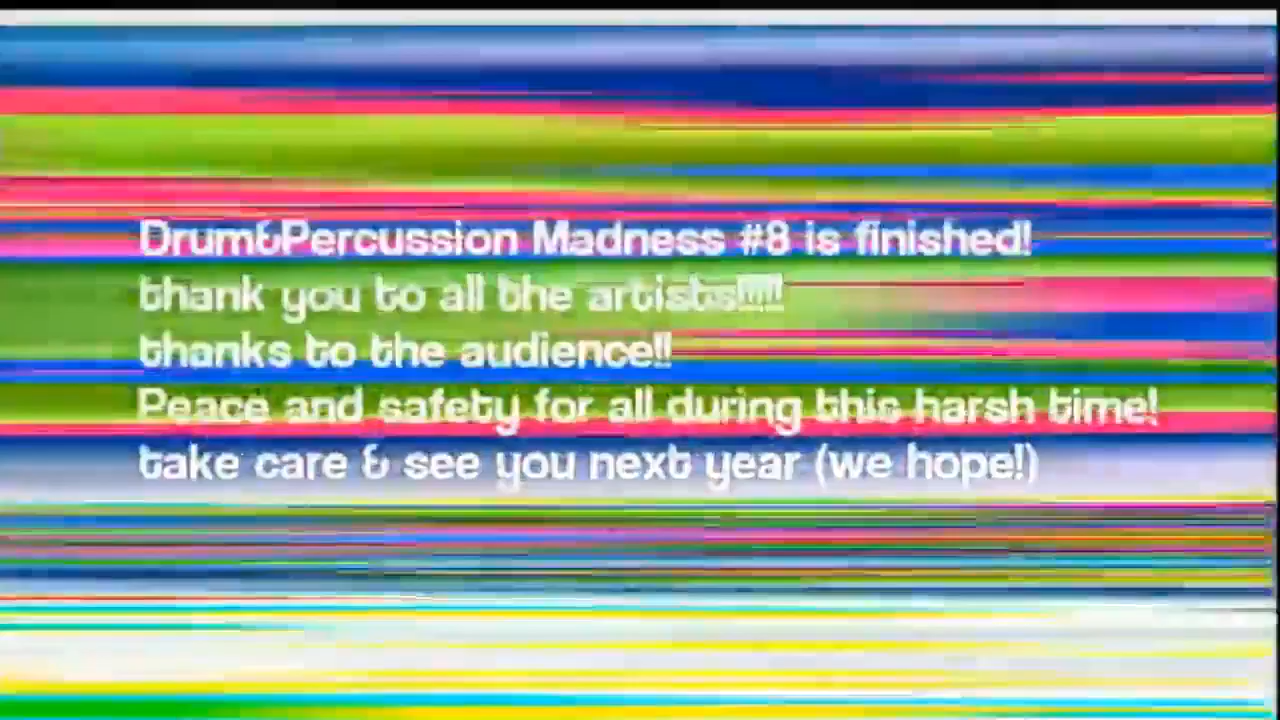 Drum&Percussion Madness #8 is finished!
thank you to all the artists!!!!!
thanks to the audience!!
Peace and safety for all during this harsh time!
take care & see you next year (we hope!)